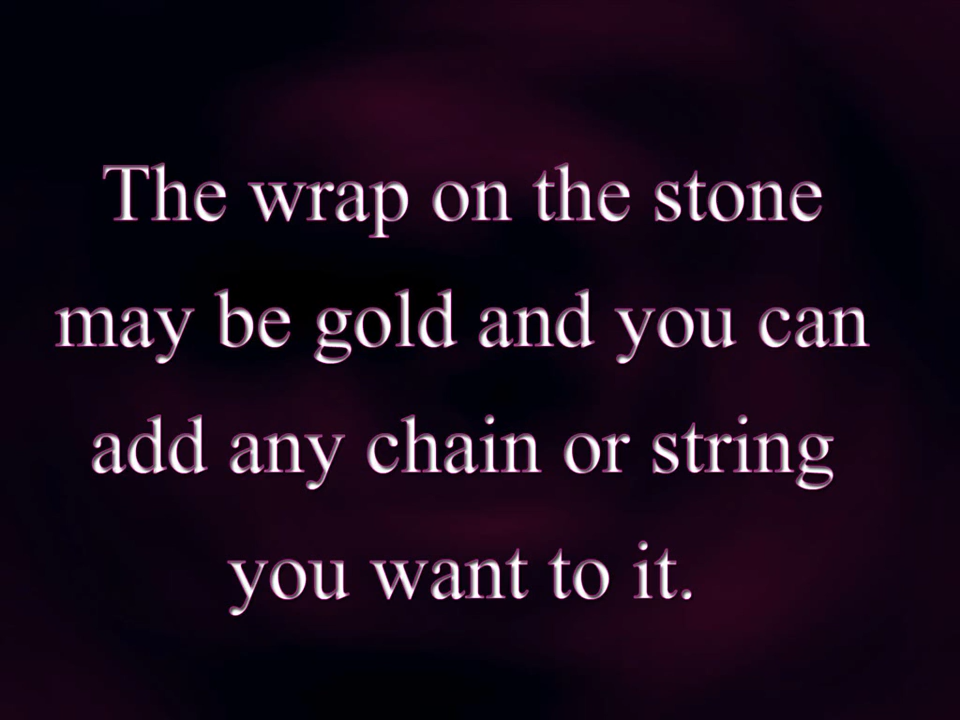 The wrap on the stone
may be gold and you can
add any chain or string
you want to it.